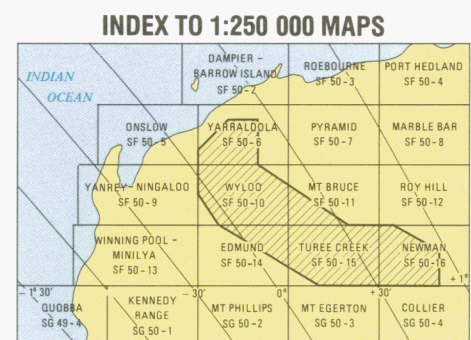 INDEX TO 1:250 000 MAPS
INDIAN
OCEAN
DAMPIER -
BARROW ISLAND
SF 50-2
ROEBOURNE
SF 50-3
PORT HEDLAND
SF 50-4
ONSLOW
SF 50-5
YARRALOOLA
SF 50-6
PYRAMID
SF 50-7
MARBLE BAR
SF 50-8
YANREY - NINGALOO
SF 50-9
WYLOO
SF 50-10
MT BRUCE
SF 50-11
ROY HILL
SF 50-12
WINNING POOL -
MINILYA
SF 50-13
EDMUND
SF 50-14
TUREE CREEK
SF 50-15
NEWMAN
SF 50-16
- 1° 30'
- 30'
0°
+ 30'
+ 1°
QUOBBA
SG 49-4
KENNEDY
RANGE
SG 50-1
MT PHILLIPS
SG 50-2
MT EGERTON
SG 50-3
COLLIER
SG 50-4